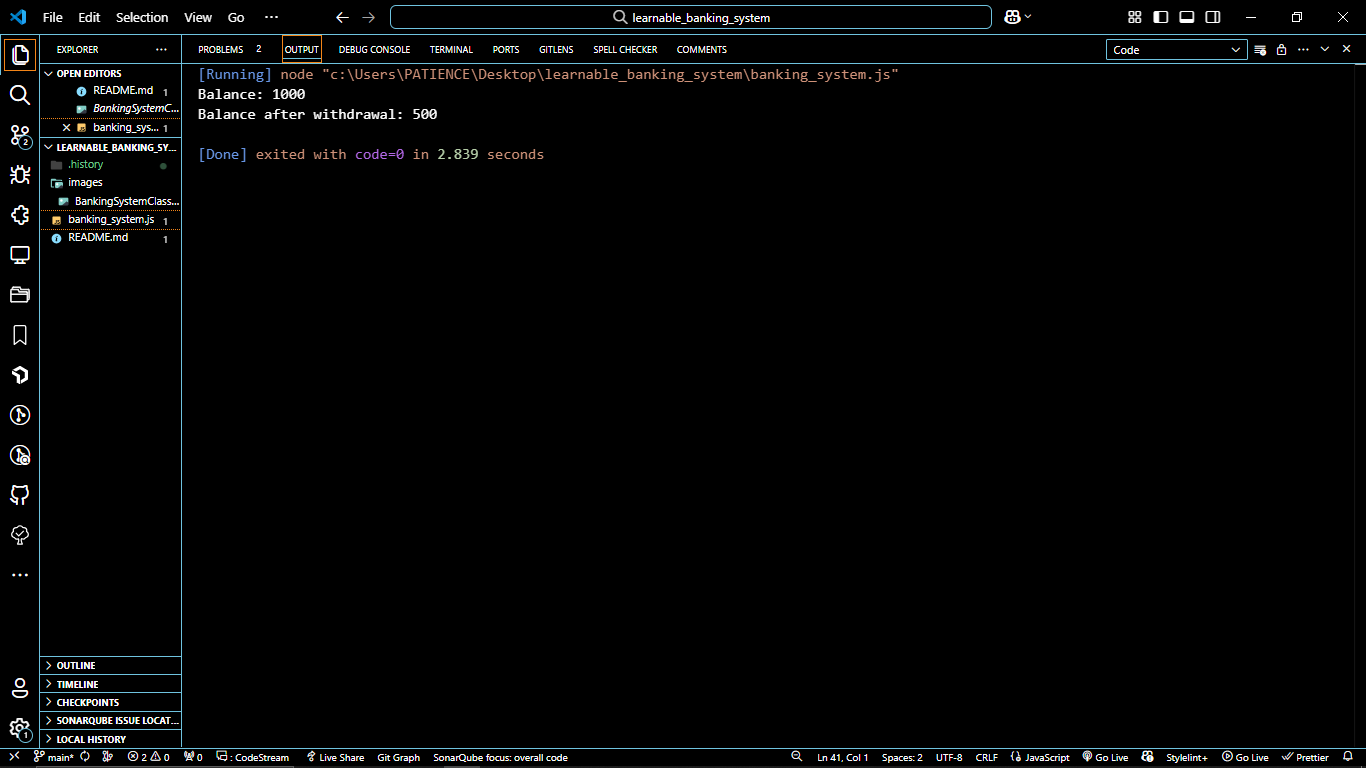 File Edit Selection View Go ··· learnable_banking_system
EXPLORER ···
OPEN EDITORS
README.md 1
BankingSystemC...
banking_sys... 1
LEARNABLE_BANKING_SY...
.history
images
BankingSystemClass...
banking_system.js 1
README.md 1
OUTLINE
TIMELINE
CHECKPOINTS
SONARQUBE ISSUE LOCAT...
LOCAL HISTORY
PROBLEMS 2 OUTPUT DEBUG CONSOLE TERMINAL PORTS GITLENS SPELL CHECKER COMMENTS Code
[Running] node "c:\Users\PATIENCE\Desktop\learnable_banking_system\banking_system.js"
Balance: 1000
Balance after withdrawal: 500
[Done] exited with code=0 in 2.839 seconds
2
1
main* 2 0 0 : CodeStream Live Share Git Graph SonarQube focus: overall code Ln 41, Col 1 Spaces: 2 UTF-8 CRLF JavaScript Go Live Stylelint+ Go Live Prettier